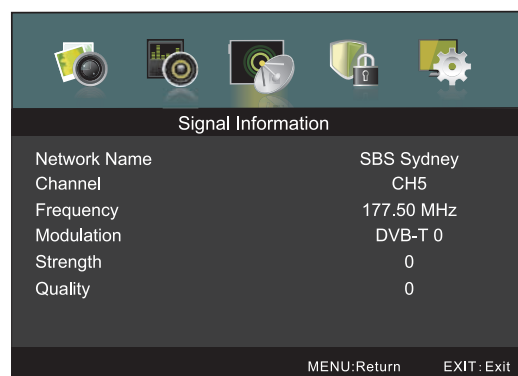 Signal Information
Network Name SBS Sydney
Channel CH5
Frequency 177.50 MHz
Modulation DVB-T 0
Strength 0
Quality 0
MENU:Return EXIT:Exit